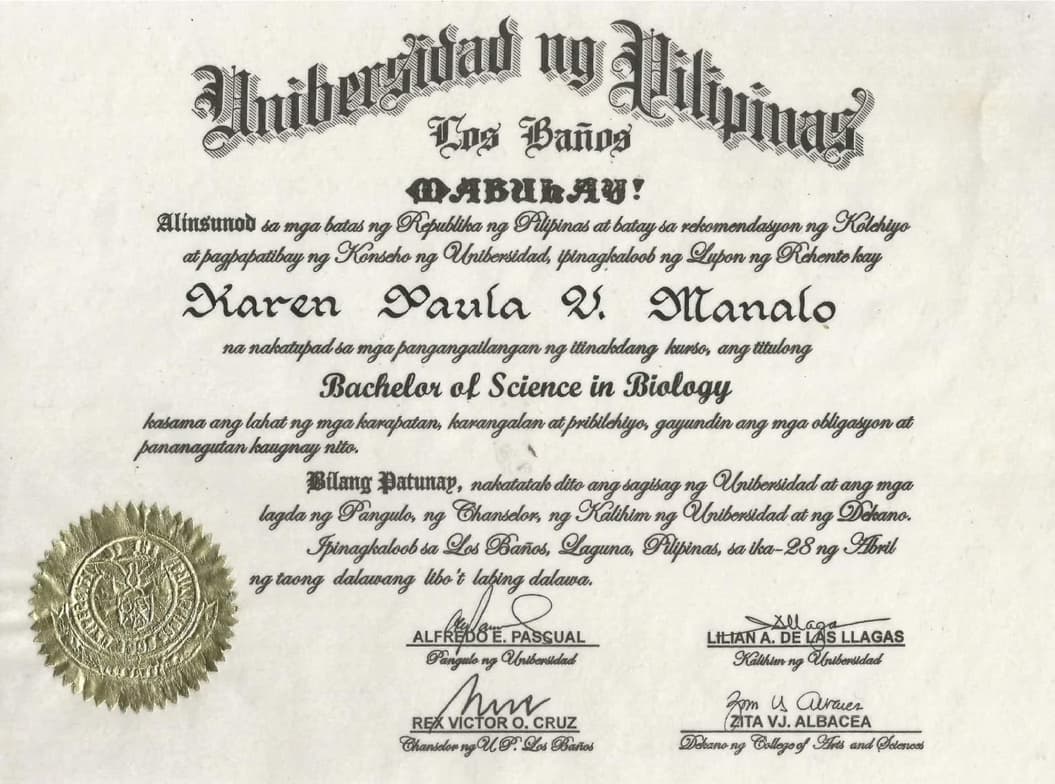 Unibersidad ng Pilipinas
Los Baños
MABUHAY!
Alinsunod sa mga batas ng Republika ng Pilipinas at batay sa rekomendasyon ng Kolehiyo
at pagpapatibay ng Konseho ng Unibersidad, ipinagkaloob ng Lupon ng Rehente kay
Karen Paula V. Manalo
na nakatupad sa mga pangangailangan ng itinakdang kurso, ang titulong
Bachelor of Science in Biology
kasama ang lahat ng mga karapatan, karangalan at pribilehiyo, gayundin ang mga obligasyon at
pananagutan kaugnay nito.
Bilang Patunay, nakatatak dito ang sagisag ng Unibersidad at ang mga
lagda ng Pangulo, ng Chanselor, ng Kalihim ng Unibersidad at ng Dekano.
Ipinagkaloob sa Los Baños, Laguna, Pilipinas, sa ika-28 ng Abril
ng taong dalawang libo't labing dalawa.
ALFREDO E. PASCUAL
Pangulo ng Unibersidad
LILIAN A. DE LAS LLAGAS
Kalihim ng Unibersidad
REX VICTOR O. CRUZ
Chanselor ng U.P. Los Baños
ZITA VJ. ALBACEA
Dekano ng College of Arts and Sciences